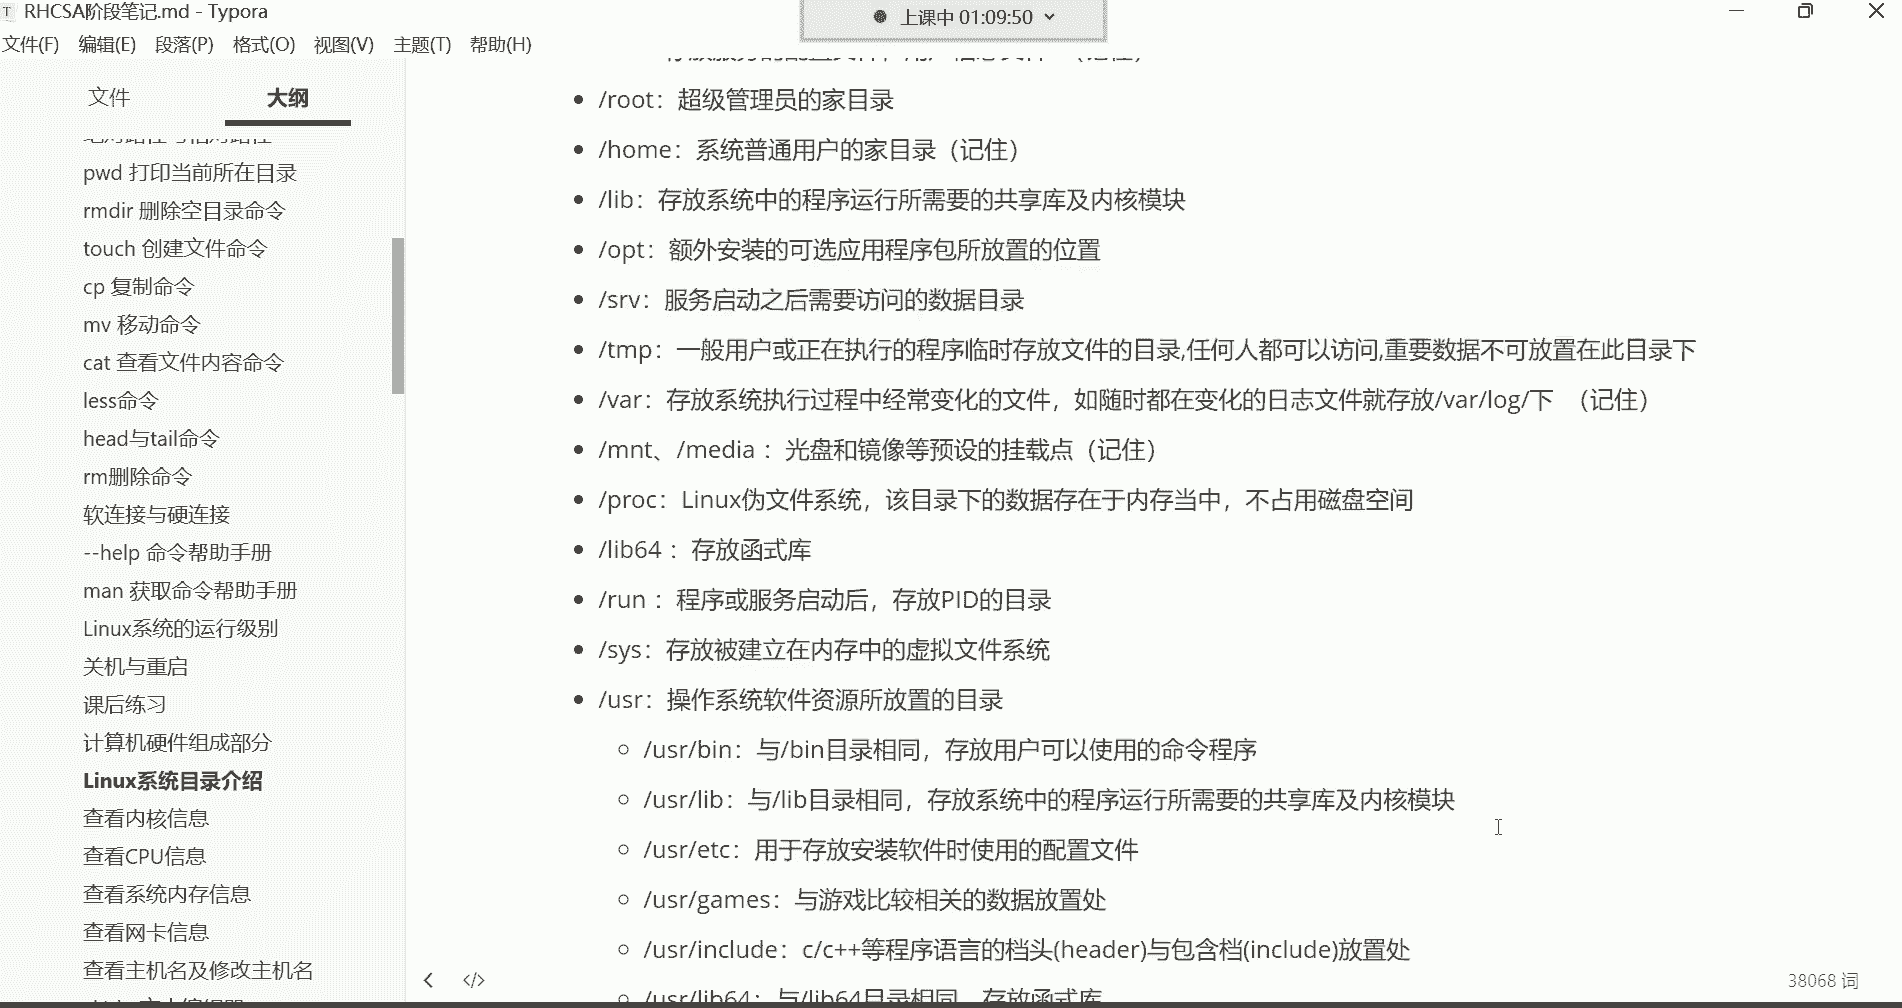 RHCSA阶段笔记.md - Typora
上课中 01:09:50
文件(F) 编辑(E) 段落(P) 格式(O) 视图(V) 主题(T) 帮助(H)
文件 大纲
pwd 打印当前所在目录
rmdir 删除空目录命令
touch 创建文件命令
cp 复制命令
mv 移动命令
cat 查看文件内容命令
less命令
head与tail命令
rm删除命令
软连接与硬连接
--help 命令帮助手册
man 获取命令帮助手册
Linux系统的运行级别
关机与重启
课后练习
计算机硬件组成部分
Linux系统目录介绍
查看内核信息
查看CPU信息
查看系统内存信息
查看网卡信息
查看主机名及修改主机名
/root：超级管理员的家目录
/home：系统普通用户的家目录（记住）
/lib：存放系统中的程序运行所需要的共享库及内核模块
/opt：额外安装的可选应用程序包所放置的位置
/srv：服务启动之后需要访问的数据目录
/tmp：一般用户或正在执行的程序临时存放文件的目录,任何人都可以访问,重要数据不可放置在此目录下
/var：存放系统执行过程中经常变化的文件，如随时都在变化的日志文件就存放/var/log/下 （记住）
/mnt、/media ：光盘和镜像等预设的挂载点（记住）
/proc：Linux伪文件系统，该目录下的数据存在于内存当中，不占用磁盘空间
/lib64 ：存放函式库
/run ：程序或服务启动后，存放PID的目录
/sys：存放被建立在内存中的虚拟文件系统
/usr：操作系统软件资源所放置的目录
/usr/bin：与/bin目录相同，存放用户可以使用的命令程序
/usr/lib：与/lib目录相同，存放系统中的程序运行所需要的共享库及内核模块
/usr/etc：用于存放安装软件时使用的配置文件
/usr/games：与游戏比较相关的数据放置处
/usr/include：c/c++等程序语言的档头(header)与包含档(include)放置处
/usr/lib64：与/lib64目录相同，存放函式库
</> 38068 词